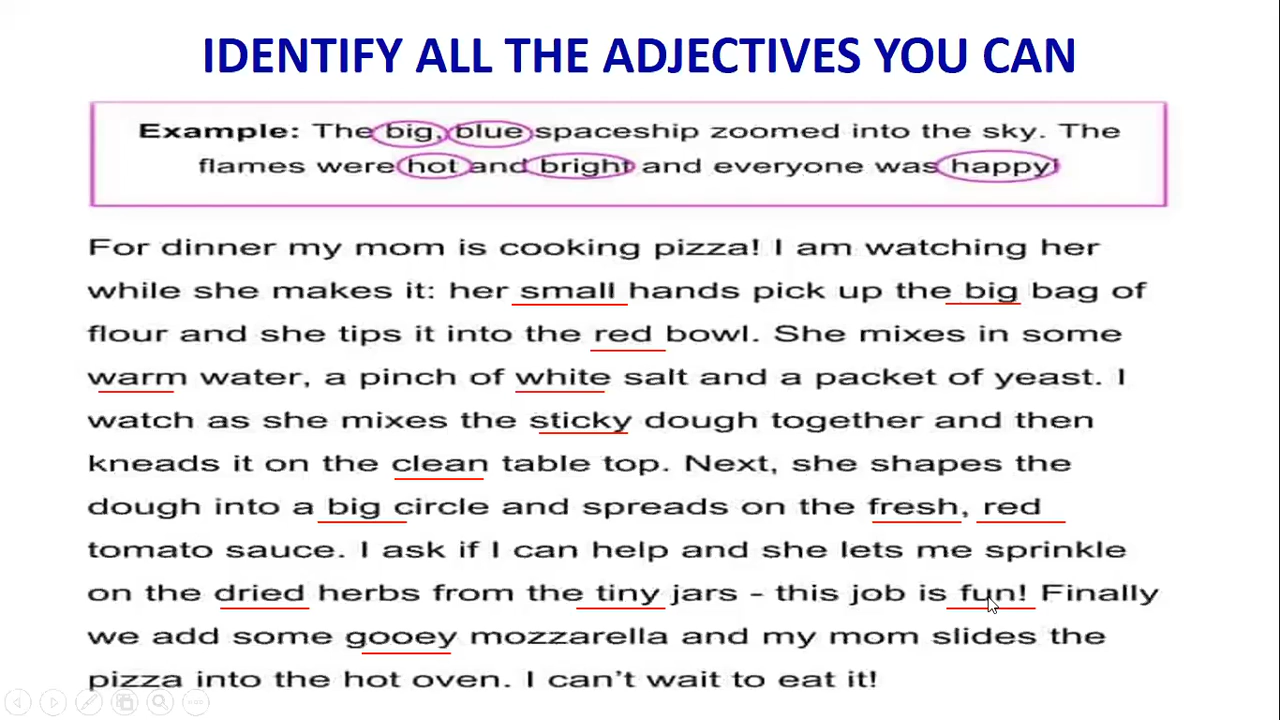 IDENTIFY ALL THE ADJECTIVES YOU CAN
Example: The big, blue spaceship zoomed into the sky. The
flames were hot and bright and everyone was happy!
For dinner my mom is cooking pizza! I am watching her
while she makes it: her small hands pick up the big bag of
flour and she tips it into the red bowl. She mixes in some
warm water, a pinch of white salt and a packet of yeast. I
watch as she mixes the sticky dough together and then
kneads it on the clean table top. Next, she shapes the
dough into a big circle and spreads on the fresh, red
tomato sauce. I ask if I can help and she lets me sprinkle
on the dried herbs from the tiny jars - this job is fun! Finally
we add some gooey mozzarella and my mom slides the
pizza into the hot oven. I can't wait to eat it!